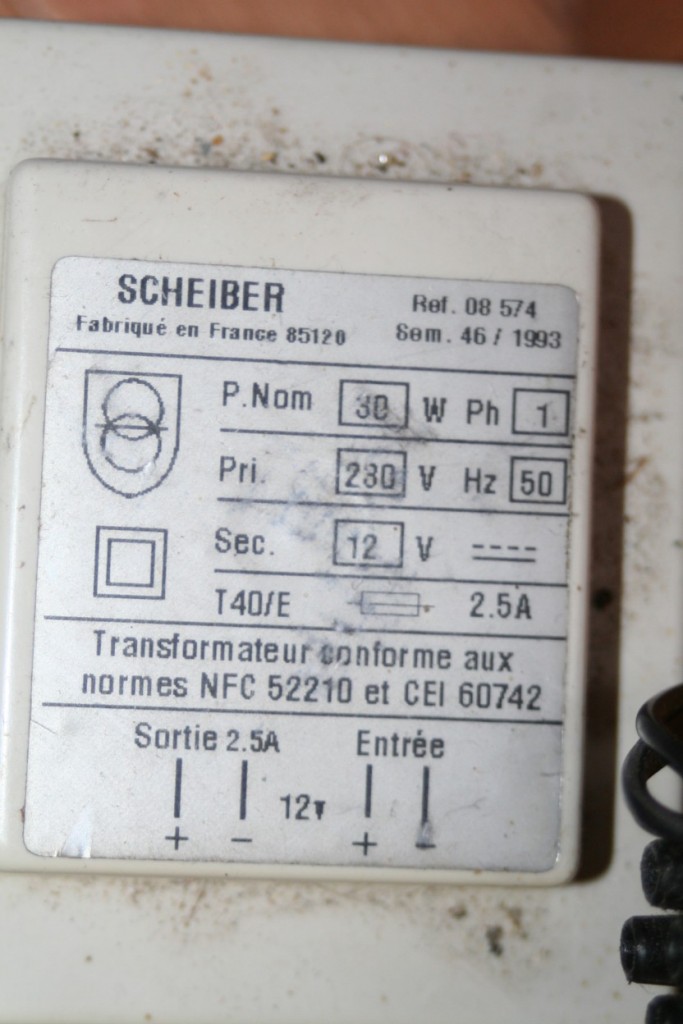 SCHEIBER Ref. 08 574
Fabriqué en France 85120 Sem. 46 / 1993
P.Nom 30 W Ph 1
Pri. 230 V Hz 50
Sec. 12 V
T40/E 2.5A
Transformateur conforme aux
normes NFC 52210 et CEI 60742
Sortie 2.5A Entrée
12v
+ − + −